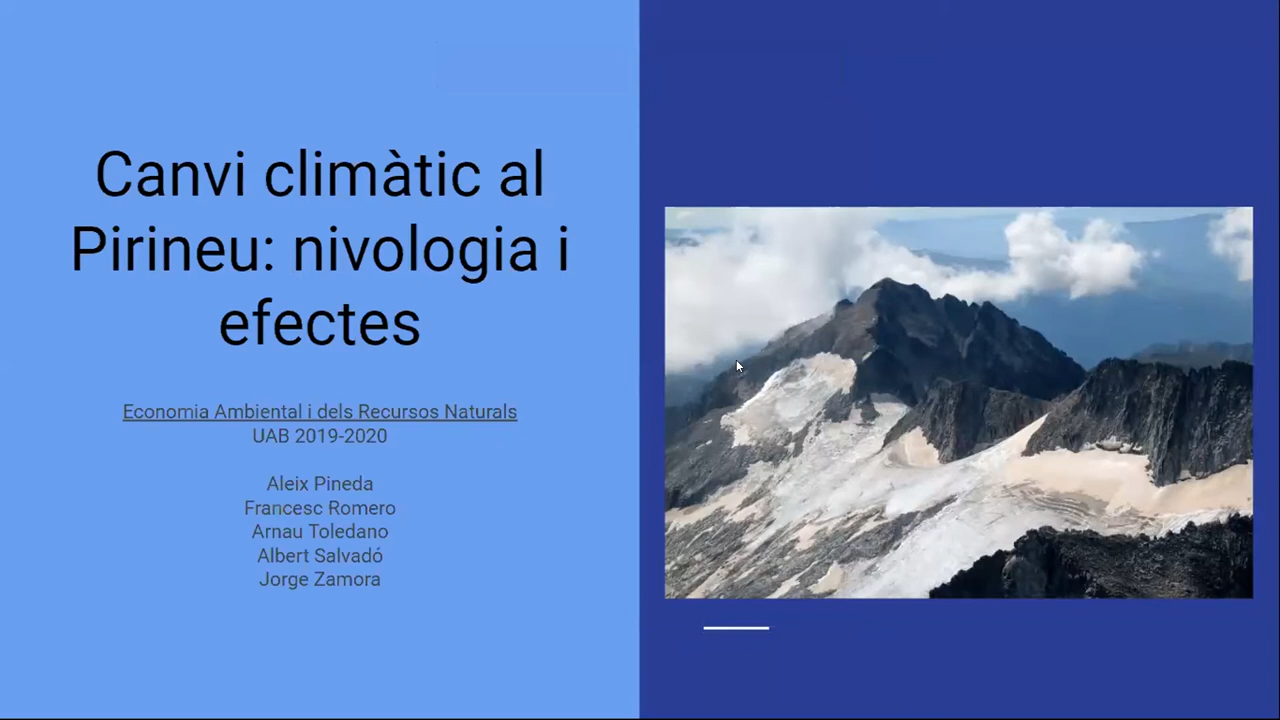 Canvi climàtic al
Pirineu: nivologia i
efectes
Economia Ambiental i dels Recursos Naturals
UAB 2019-2020
Aleix Pineda
Francesc Romero
Arnau Toledano
Albert Salvadó
Jorge Zamora